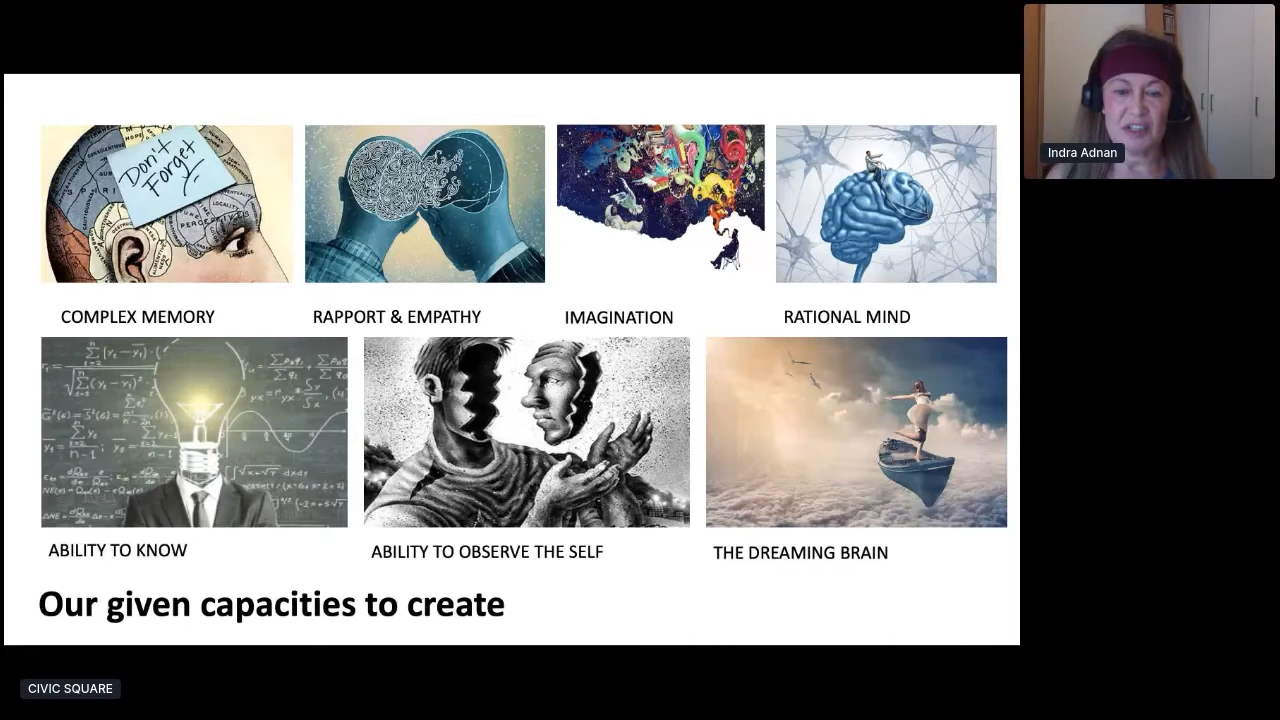 Don't
Forget
COMPLEX MEMORY
RAPPORT & EMPATHY
IMAGINATION
RATIONAL MIND
ABILITY TO KNOW
ABILITY TO OBSERVE THE SELF
THE DREAMING BRAIN
Our given capacities to create
Indra Adnan
CIVIC SQUARE